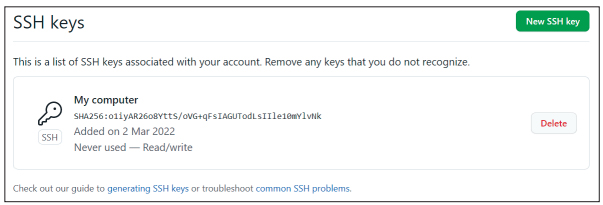 SSH keys
New SSH key
This is a list of SSH keys associated with your account. Remove any keys that you do not recognize.
My computer
SHA256:o1iyAR26o8YttS/oVG+qFsIAGUTodLsIIlei0mYlvNk
Added on 2 Mar 2022
Never used — Read/write
SSH
Delete
Check out our guide to generating SSH keys or troubleshoot common SSH problems.